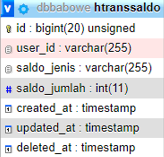 v dbbabowe htranssaldo
id : bigint(20) unsigned
user_id : varchar(255)
saldo_jenis : varchar(255)
# saldo_jumlah : int(11)
created_at : timestamp
updated_at : timestamp
deleted_at : timestamp